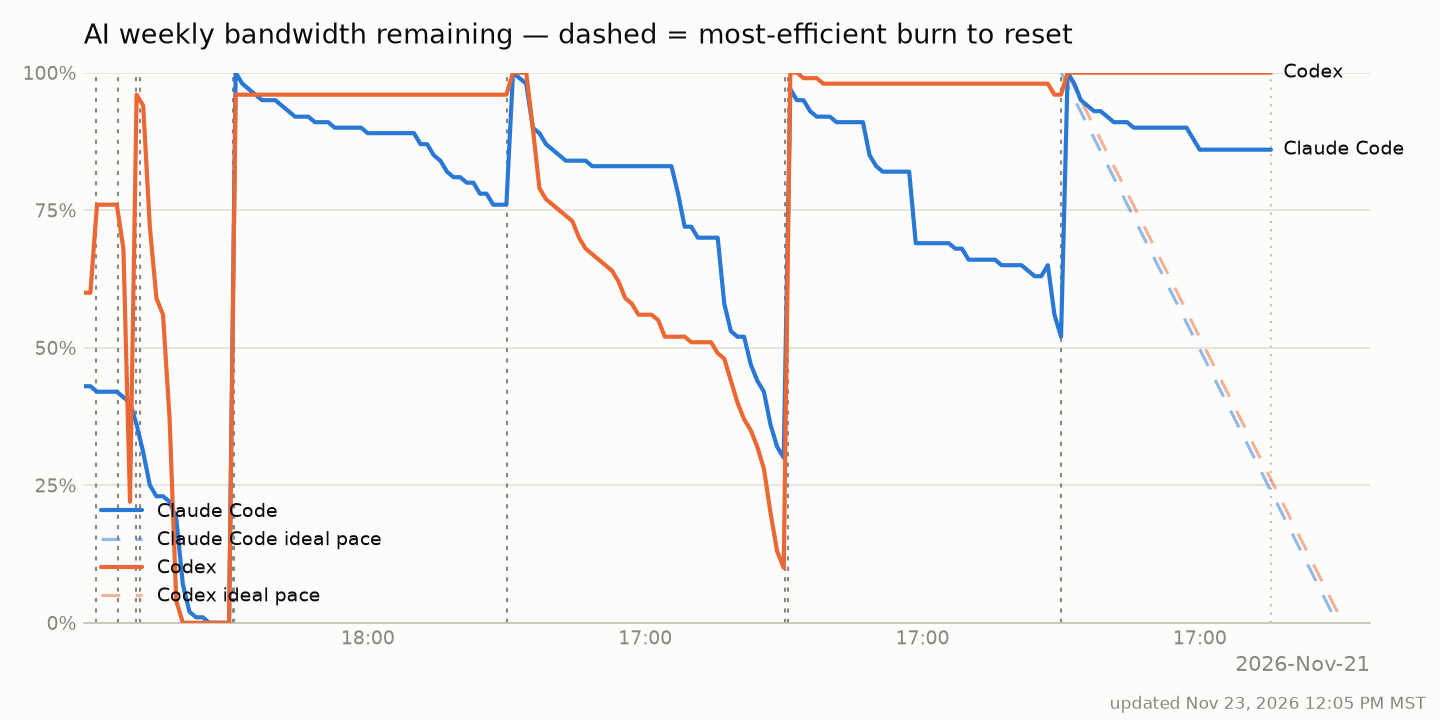 AI weekly bandwidth remaining — dashed = most-efficient burn to reset
100%
75%
50%
25%
0%
Codex
Claude Code
Claude Code
Claude Code ideal pace
Codex
Codex ideal pace
18:00
17:00
17:00
17:00
2026-Nov-21
updated Nov 23, 2026 12:05 PM MST